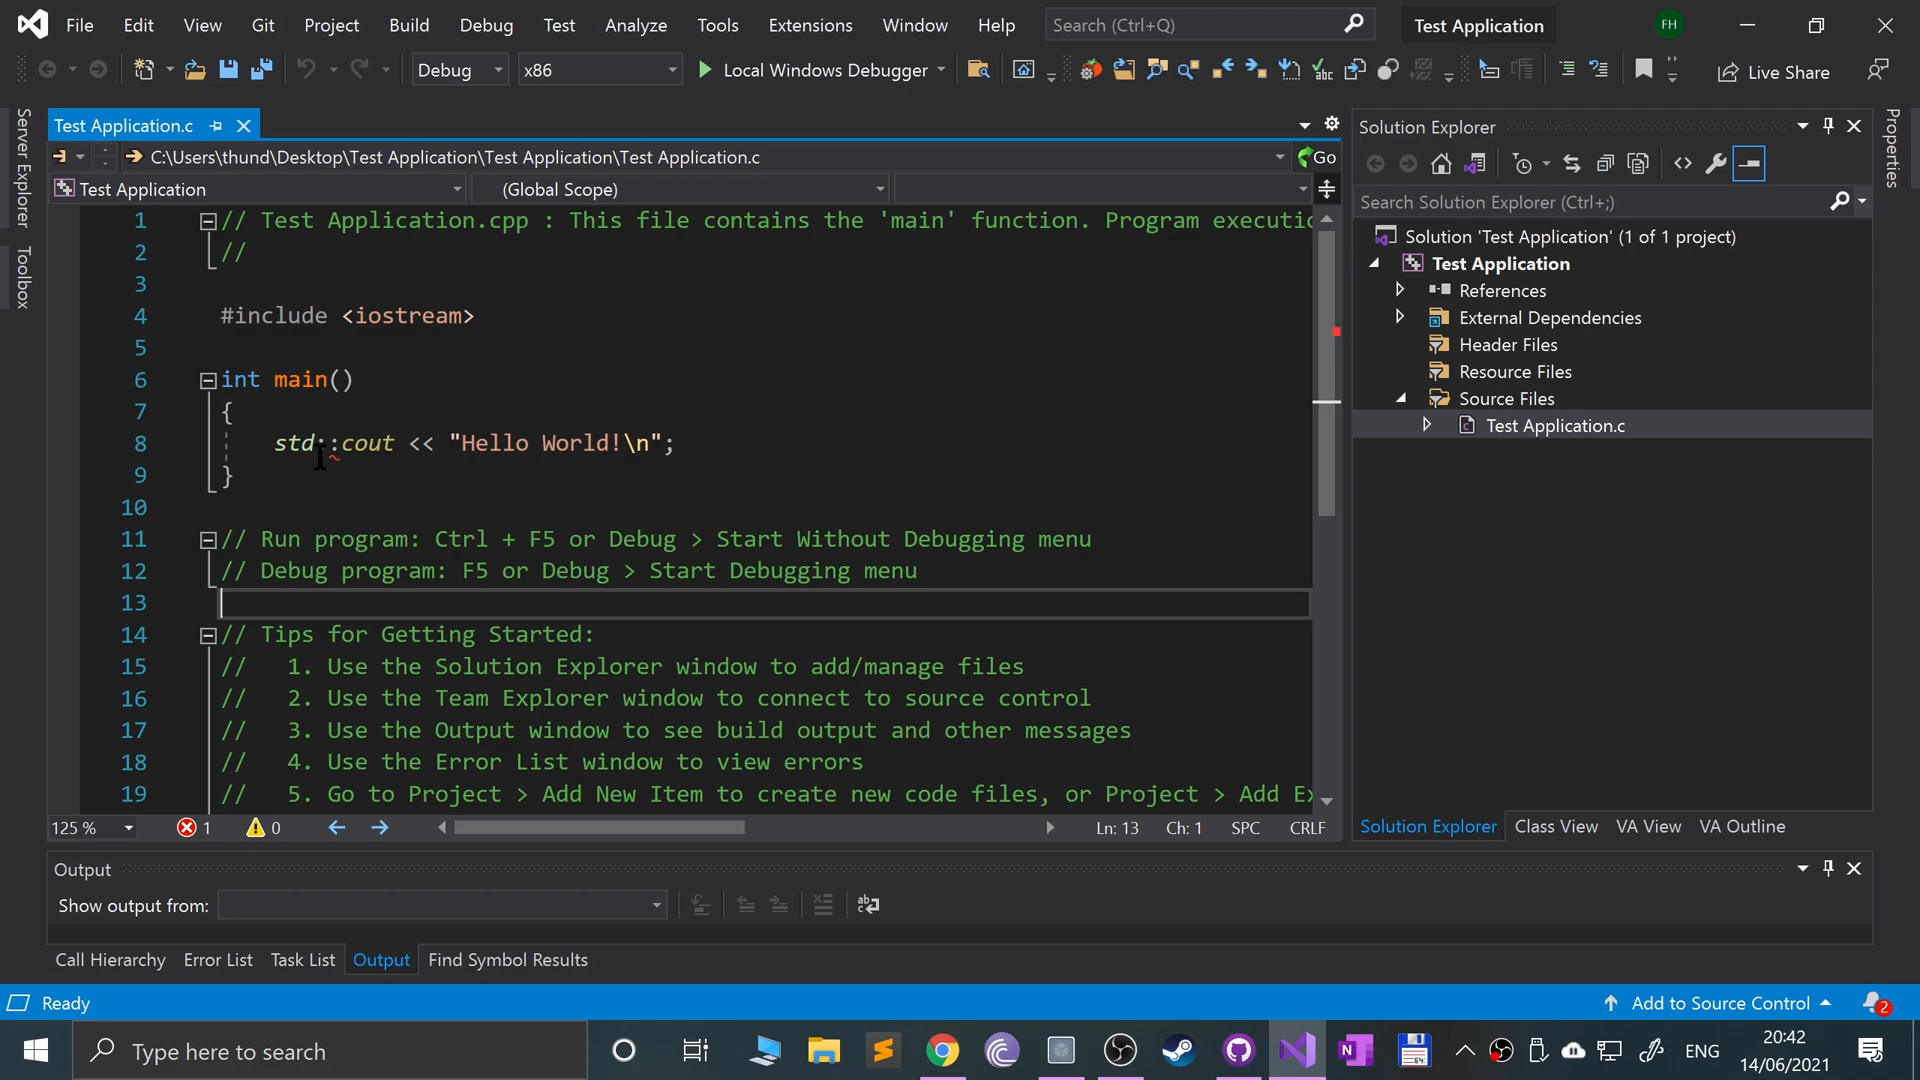 File Edit View Git Project Build Debug Test Analyze Tools Extensions Window Help Search (Ctrl+Q) Test Application FH
Debug x86 Local Windows Debugger Live Share
Server Explorer
Toolbox
Test Application.c
C:\Users\thund\Desktop\Test Application\Test Application\Test Application.c Go
Test Application (Global Scope)
1 // Test Application.cpp : This file contains the 'main' function. Program executio
2 //
3
4 #include <iostream>
5
6 int main()
7 {
8 std::cout << "Hello World!\n";
9 }
10
11 // Run program: Ctrl + F5 or Debug > Start Without Debugging menu
12 // Debug program: F5 or Debug > Start Debugging menu
13
14 // Tips for Getting Started:
15 //   1. Use the Solution Explorer window to add/manage files
16 //   2. Use the Team Explorer window to connect to source control
17 //   3. Use the Output window to see build output and other messages
18 //   4. Use the Error List window to view errors
19 //   5. Go to Project > Add New Item to create new code files, or Project > Add Ex
125 % 1 0 Ln: 13 Ch: 1 SPC CRLF
Solution Explorer
Search Solution Explorer (Ctrl+;)
Solution 'Test Application' (1 of 1 project)
Test Application
References
External Dependencies
Header Files
Resource Files
Source Files
Test Application.c
Solution Explorer Class View VA View VA Outline
Properties
Output
Show output from:
Call Hierarchy Error List Task List Output Find Symbol Results
Ready Add to Source Control 2
Type here to search 64 ENG 20:42
14/06/2021